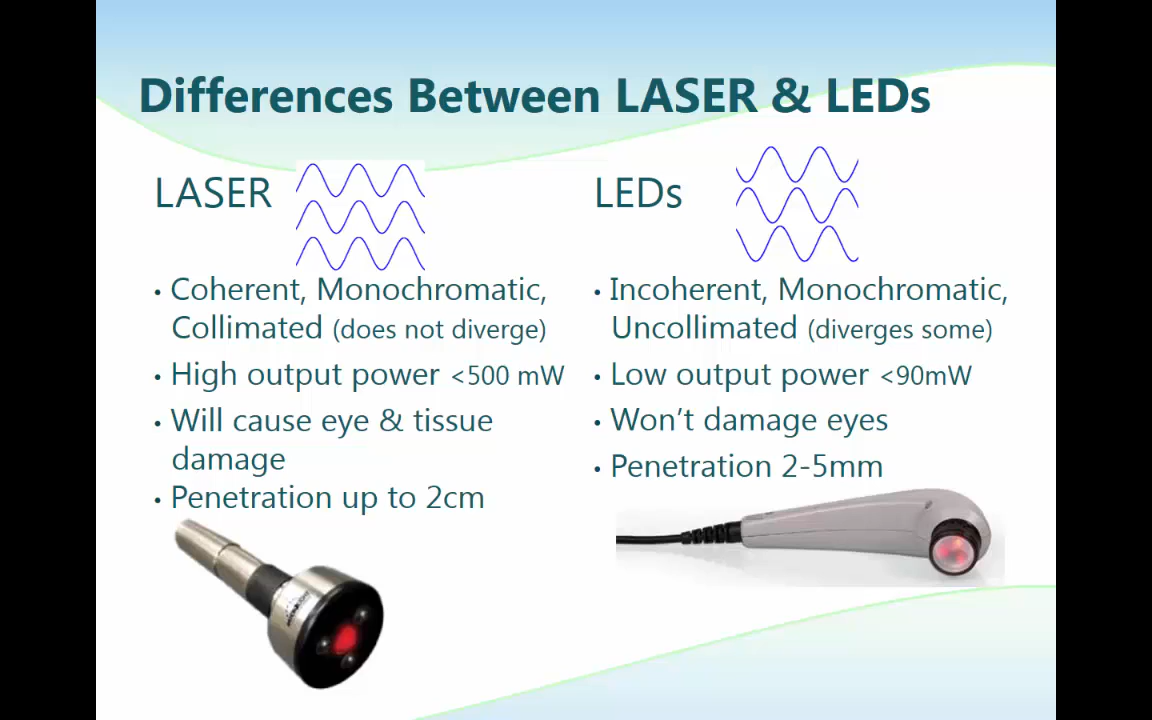 Differences Between LASER & LEDs
LASER
• Coherent, Monochromatic,
Collimated (does not diverge)
• High output power <500 mW
• Will cause eye & tissue
damage
• Penetration up to 2cm
LEDs
• Incoherent, Monochromatic,
Uncollimated (diverges some)
• Low output power <90mW
• Won’t damage eyes
• Penetration 2-5mm